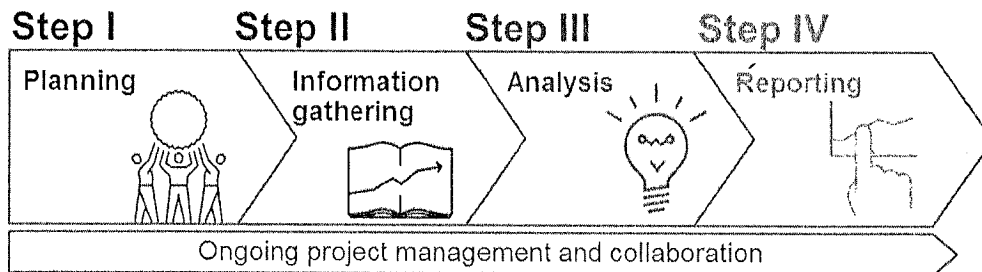 Step I
Step II
Step III
Step IV
Planning
Information
gathering
Analysis
Reporting
Ongoing project management and collaboration